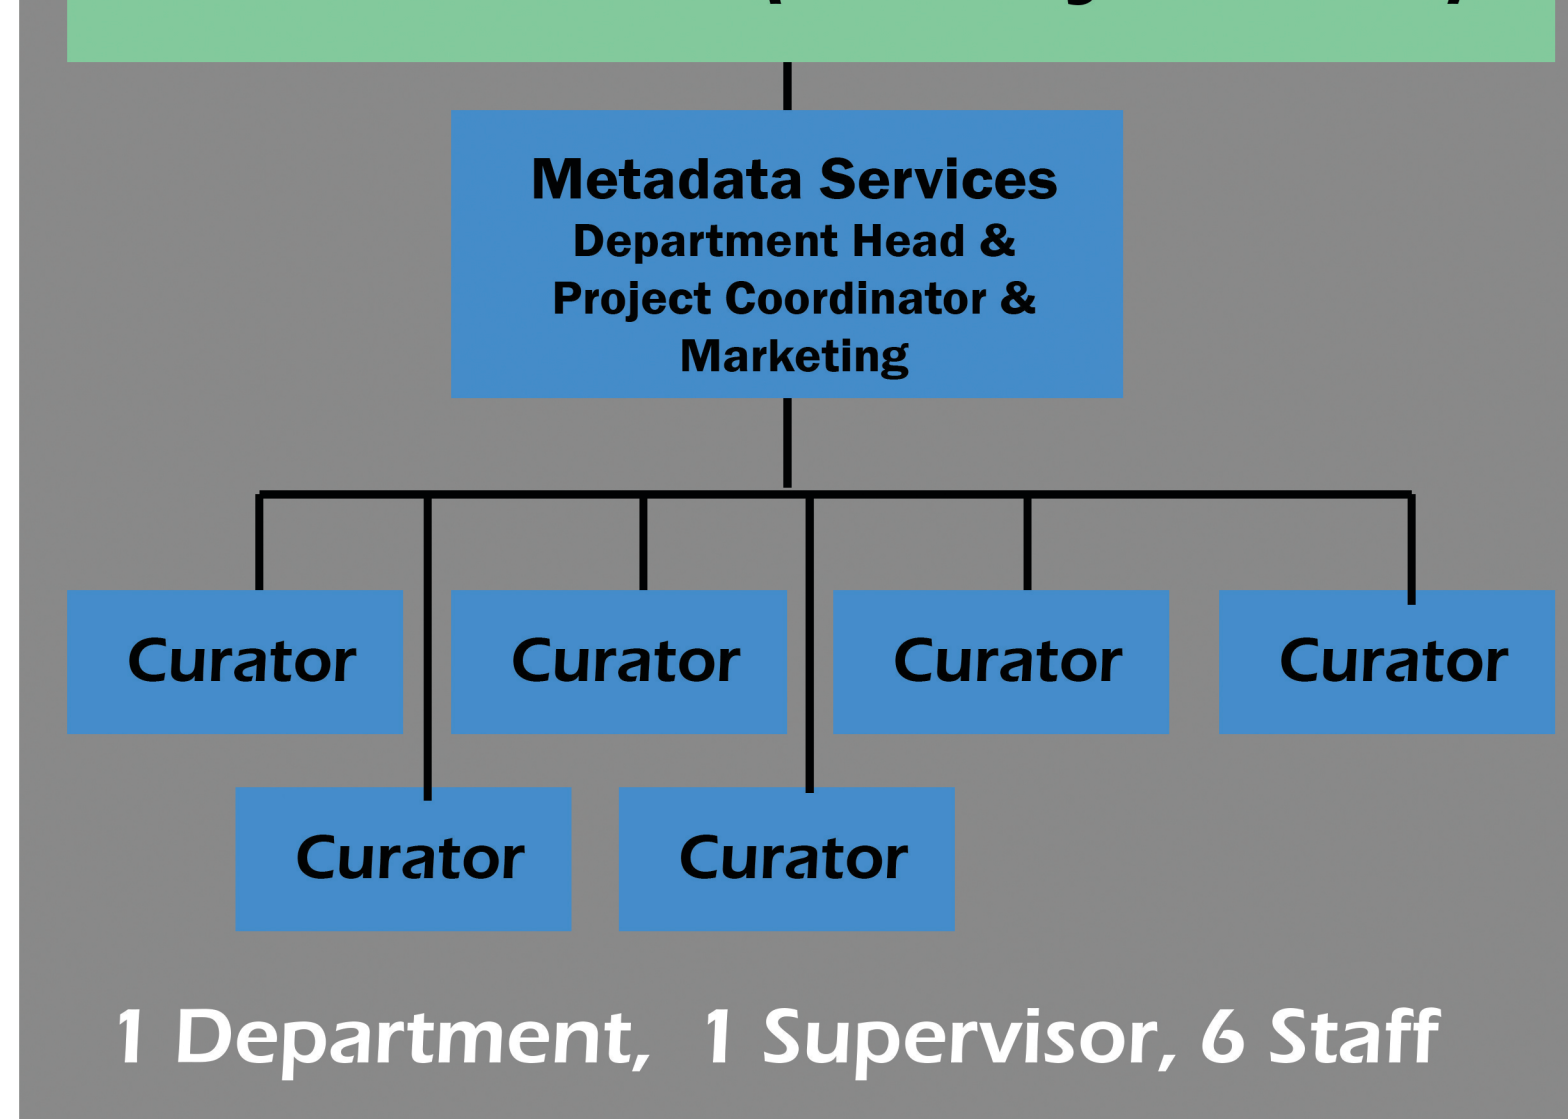 Metadata Services
Department Head &
Project Coordinator &
Marketing
Curator Curator Curator Curator
Curator Curator
1 Department, 1 Supervisor, 6 Staff